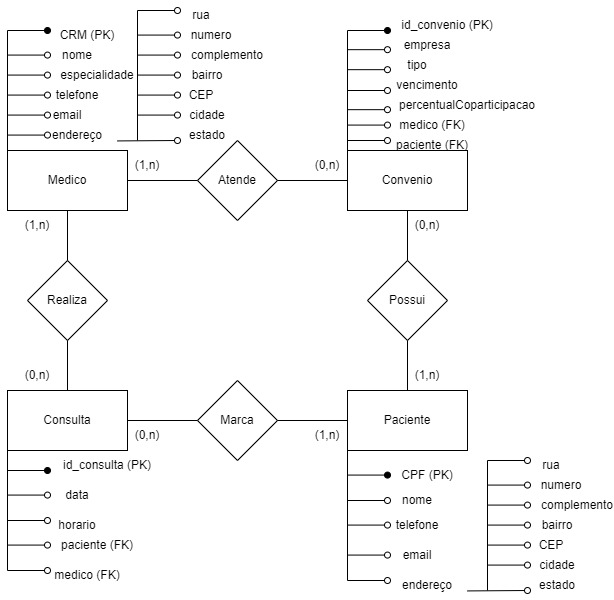 CRM (PK)
nome
especialidade
telefone
email
endereço
rua
numero
complemento
bairro
CEP
cidade
estado
id_convenio (PK)
empresa
tipo
vencimento
percentualCoparticipacao
medico (FK)
paciente (FK)
Medico
(1,n)
Atende
(0,n)
Convenio
(1,n)
(0,n)
Realiza
Possui
(0,n)
(1,n)
Consulta
(0,n)
Marca
(1,n)
Paciente
id_consulta (PK)
data
horario
paciente (FK)
medico (FK)
CPF (PK)
nome
telefone
email
endereço
rua
numero
complemento
bairro
CEP
cidade
estado